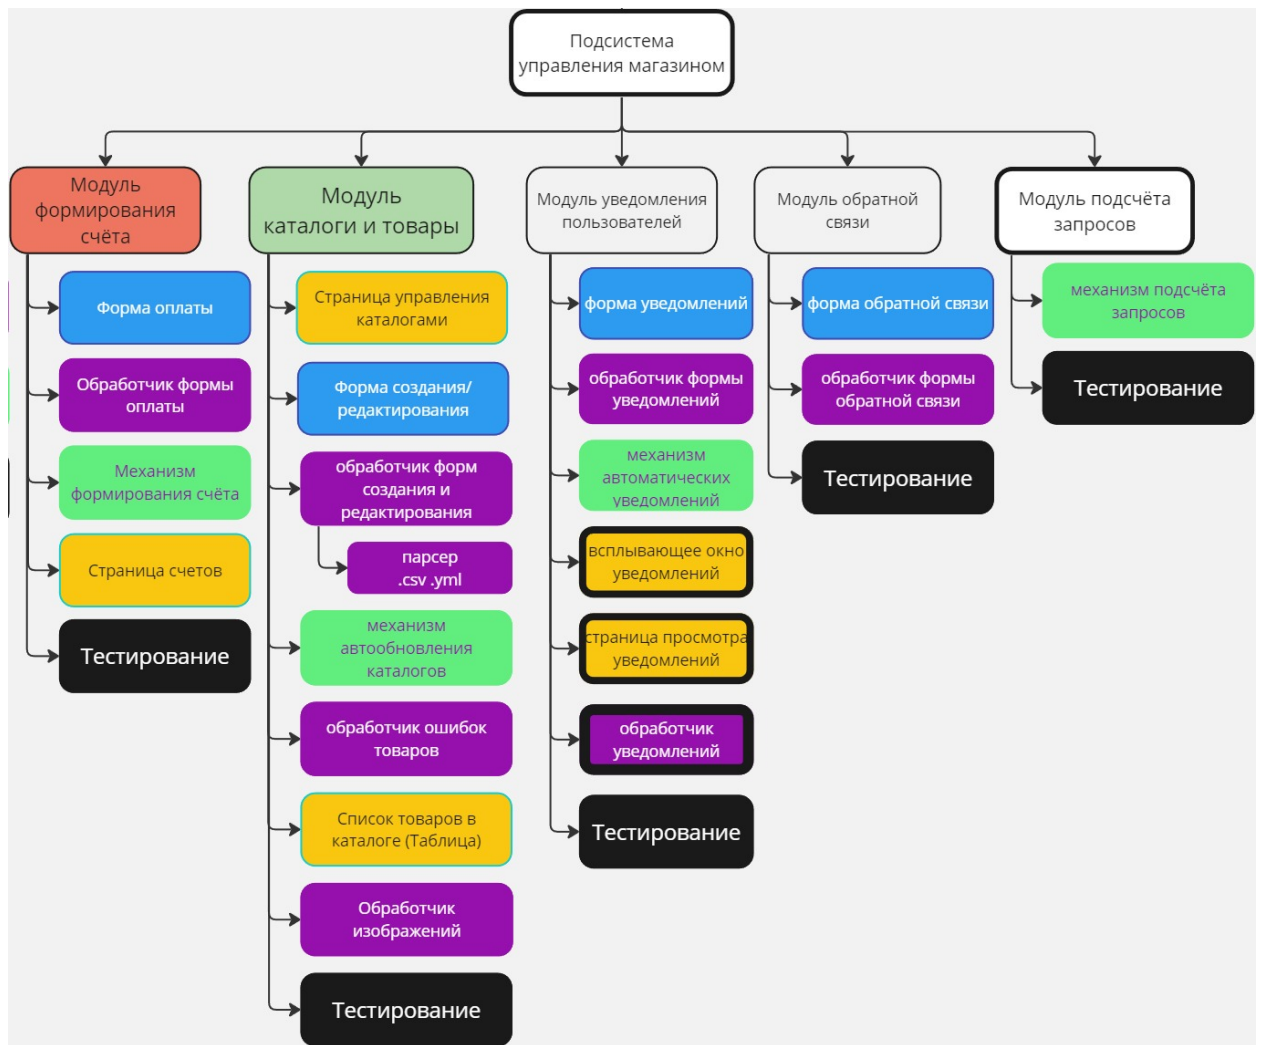 Подсистема
управления магазином
Модуль
формирования
счёта
Форма оплаты
Обработчик формы
оплаты
Механизм
формирования счёта
Страница счетов
Тестирование
Модуль
каталоги и товары
Страница управления
каталогами
Форма создания/
редактирования
обработчик форм
создания и
редактирования
парсер
.csv .yml
механизм
автообновления
каталогов
обработчик ошибок
товаров
Список товаров в
каталоге (Таблица)
Обработчик
изображений
Тестирование
Модуль уведомления
пользователей
форма уведомлений
обработчик формы
уведомлений
механизм
автоматических
уведомлений
всплывающее окно
уведомлений
страница просмотра
уведомлений
обработчик
уведомлений
Тестирование
Модуль обратной
связи
форма обратной связи
обработчик формы
обратной связи
Тестирование
Модуль подсчёта
запросов
механизм подсчёта
запросов
Тестирование